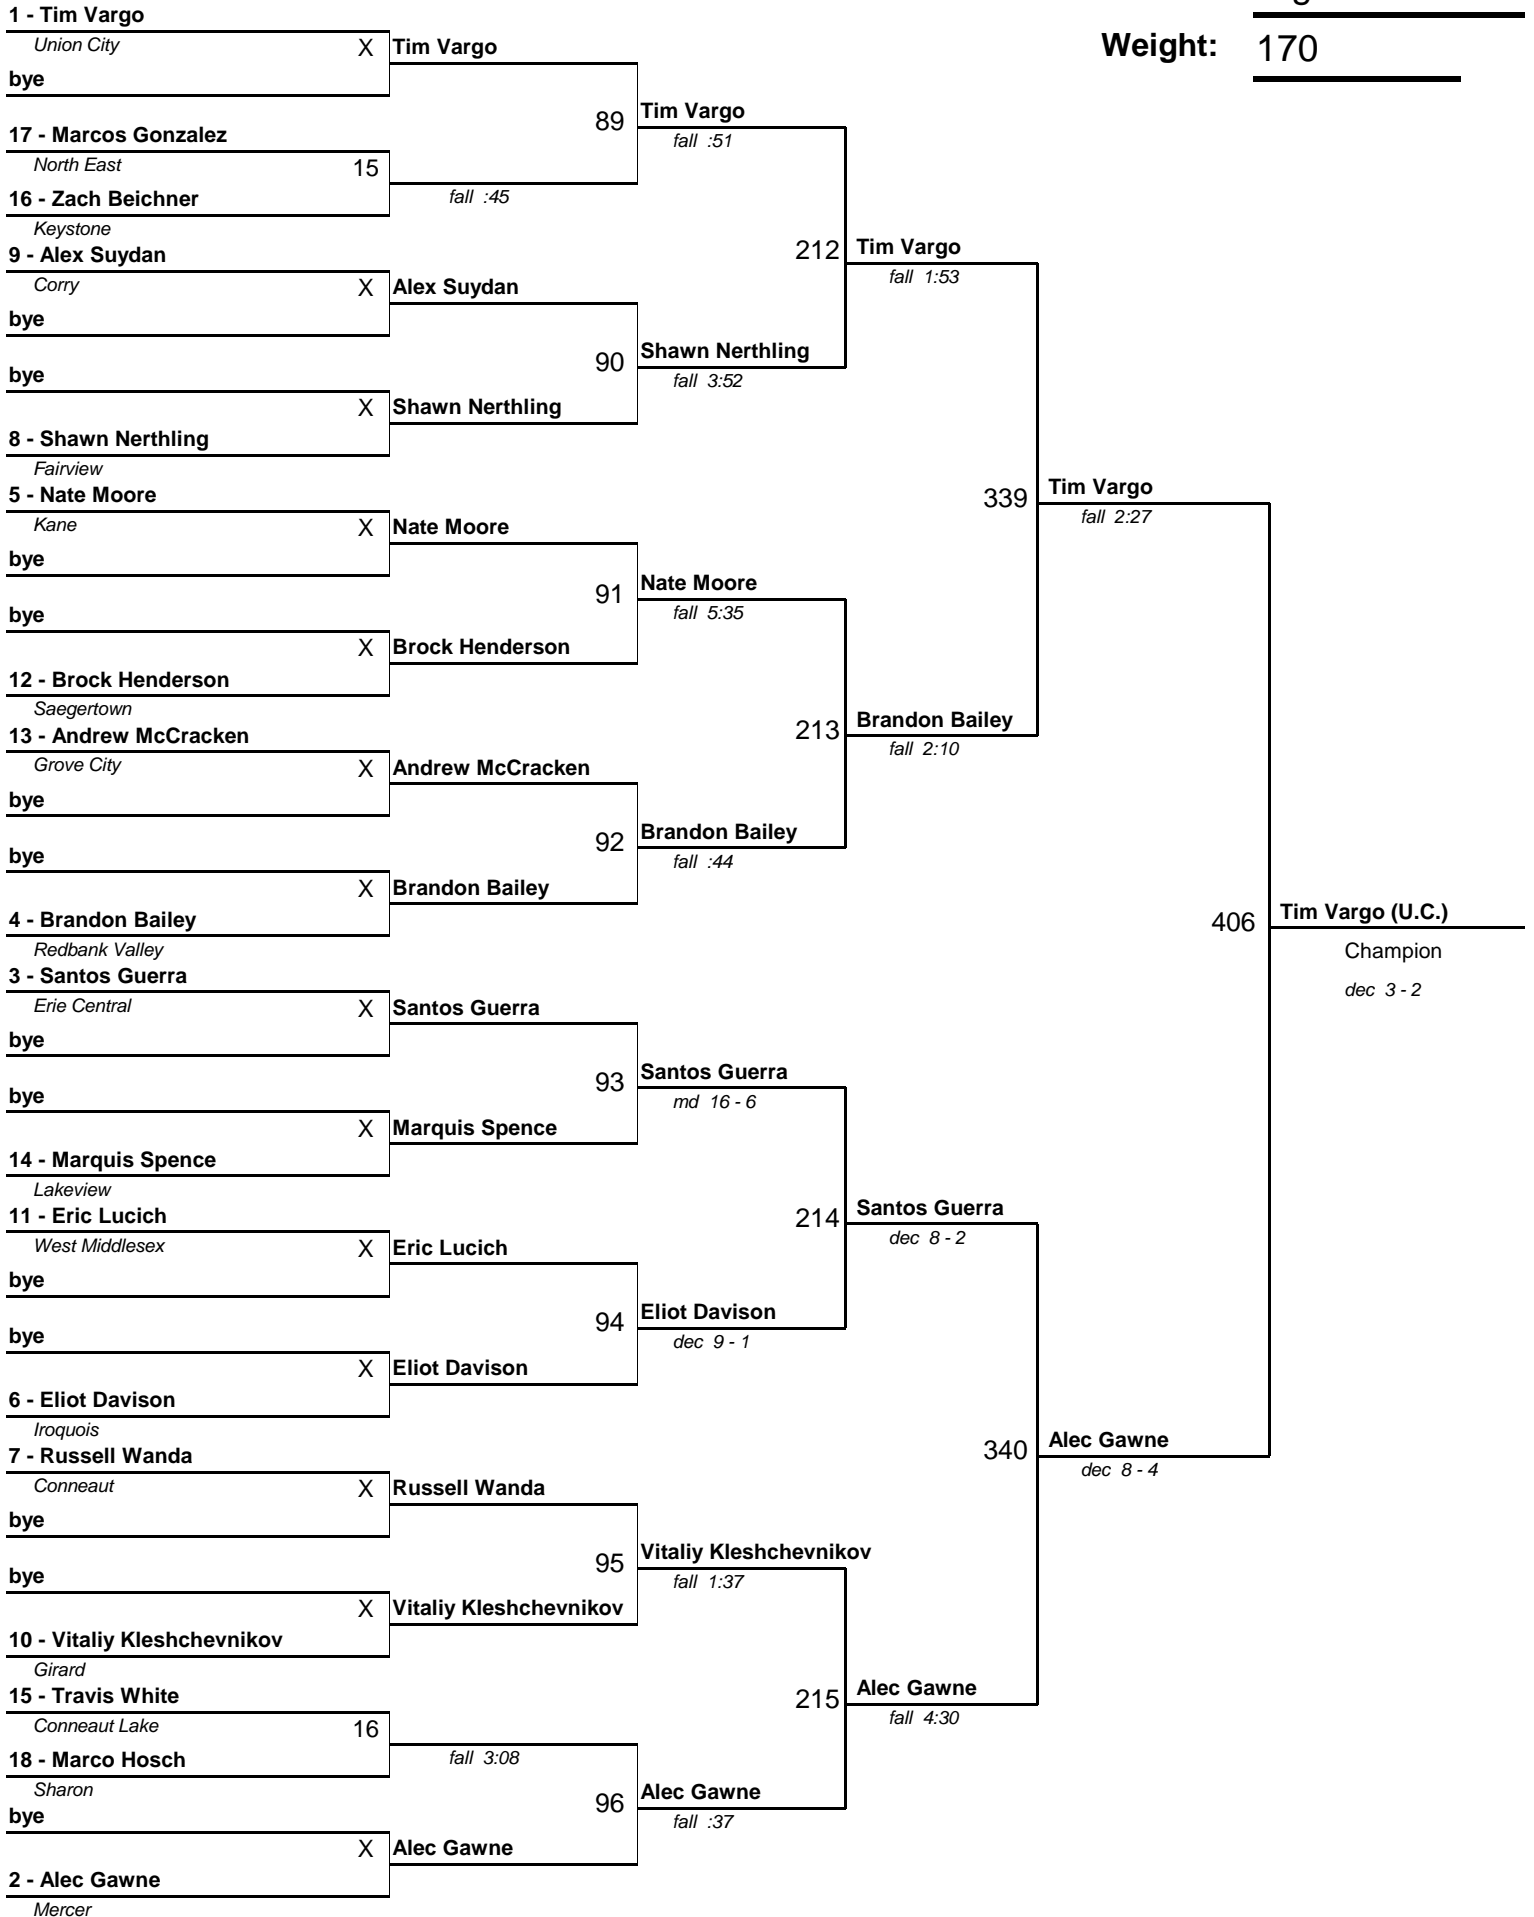 Weight: 170
1 - Tim Vargo
Union City
X
Tim Vargo
bye
89
Tim Vargo
fall :51
17 - Marcos Gonzalez
North East
15
fall :45
16 - Zach Beichner
Keystone
212
Tim Vargo
fall 1:53
9 - Alex Suydan
Corry
X
Alex Suydan
bye
90
Shawn Nerthling
fall 3:52
bye
X
Shawn Nerthling
8 - Shawn Nerthling
Fairview
339
Tim Vargo
fall 2:27
5 - Nate Moore
Kane
X
Nate Moore
bye
91
Nate Moore
fall 5:35
bye
X
Brock Henderson
12 - Brock Henderson
Saegertown
213
Brandon Bailey
fall 2:10
13 - Andrew McCracken
Grove City
X
Andrew McCracken
bye
92
Brandon Bailey
fall :44
bye
X
Brandon Bailey
4 - Brandon Bailey
Redbank Valley
406
Tim Vargo (U.C.)
Champion
dec 3 - 2
3 - Santos Guerra
Erie Central
X
Santos Guerra
bye
93
Santos Guerra
md 16 - 6
bye
X
Marquis Spence
14 - Marquis Spence
Lakeview
214
Santos Guerra
dec 8 - 2
11 - Eric Lucich
West Middlesex
X
Eric Lucich
bye
94
Eliot Davison
dec 9 - 1
bye
X
Eliot Davison
6 - Eliot Davison
Iroquois
340
Alec Gawne
dec 8 - 4
7 - Russell Wanda
Conneaut
X
Russell Wanda
bye
95
Vitaliy Kleshchevnikov
fall 1:37
bye
X
Vitaliy Kleshchevnikov
10 - Vitaliy Kleshchevnikov
Girard
215
Alec Gawne
fall 4:30
15 - Travis White
Conneaut Lake
16
fall 3:08
18 - Marco Hosch
Sharon
96
Alec Gawne
fall :37
bye
X
Alec Gawne
2 - Alec Gawne
Mercer